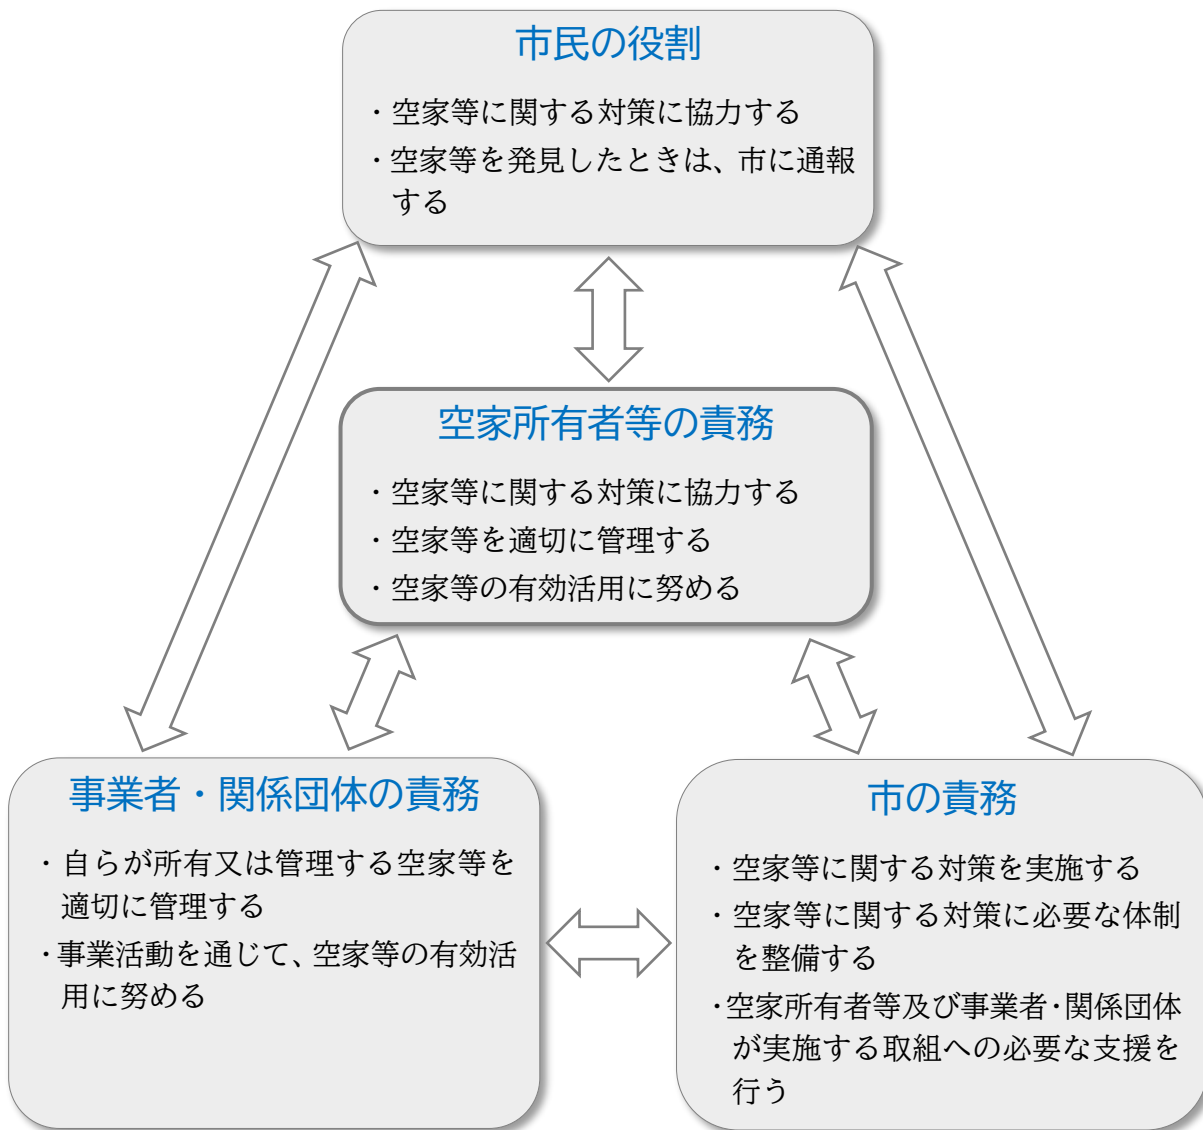 市民の役割
・空家等に関する対策に協力する
・空家等を発見したときは、市に通報
する
空家所有者等の責務
・空家等に関する対策に協力する
・空家等を適切に管理する
・空家等の有効活用に努める
事業者・関係団体の責務
・自らが所有又は管理する空家等を
適切に管理する
・事業活動を通じて、空家等の有効活
用に努める
市の責務
・空家等に関する対策を実施する
・空家等に関する対策に必要な体制
を整備する
・空家所有者等及び事業者・関係団体
が実施する取組への必要な支援を
行う